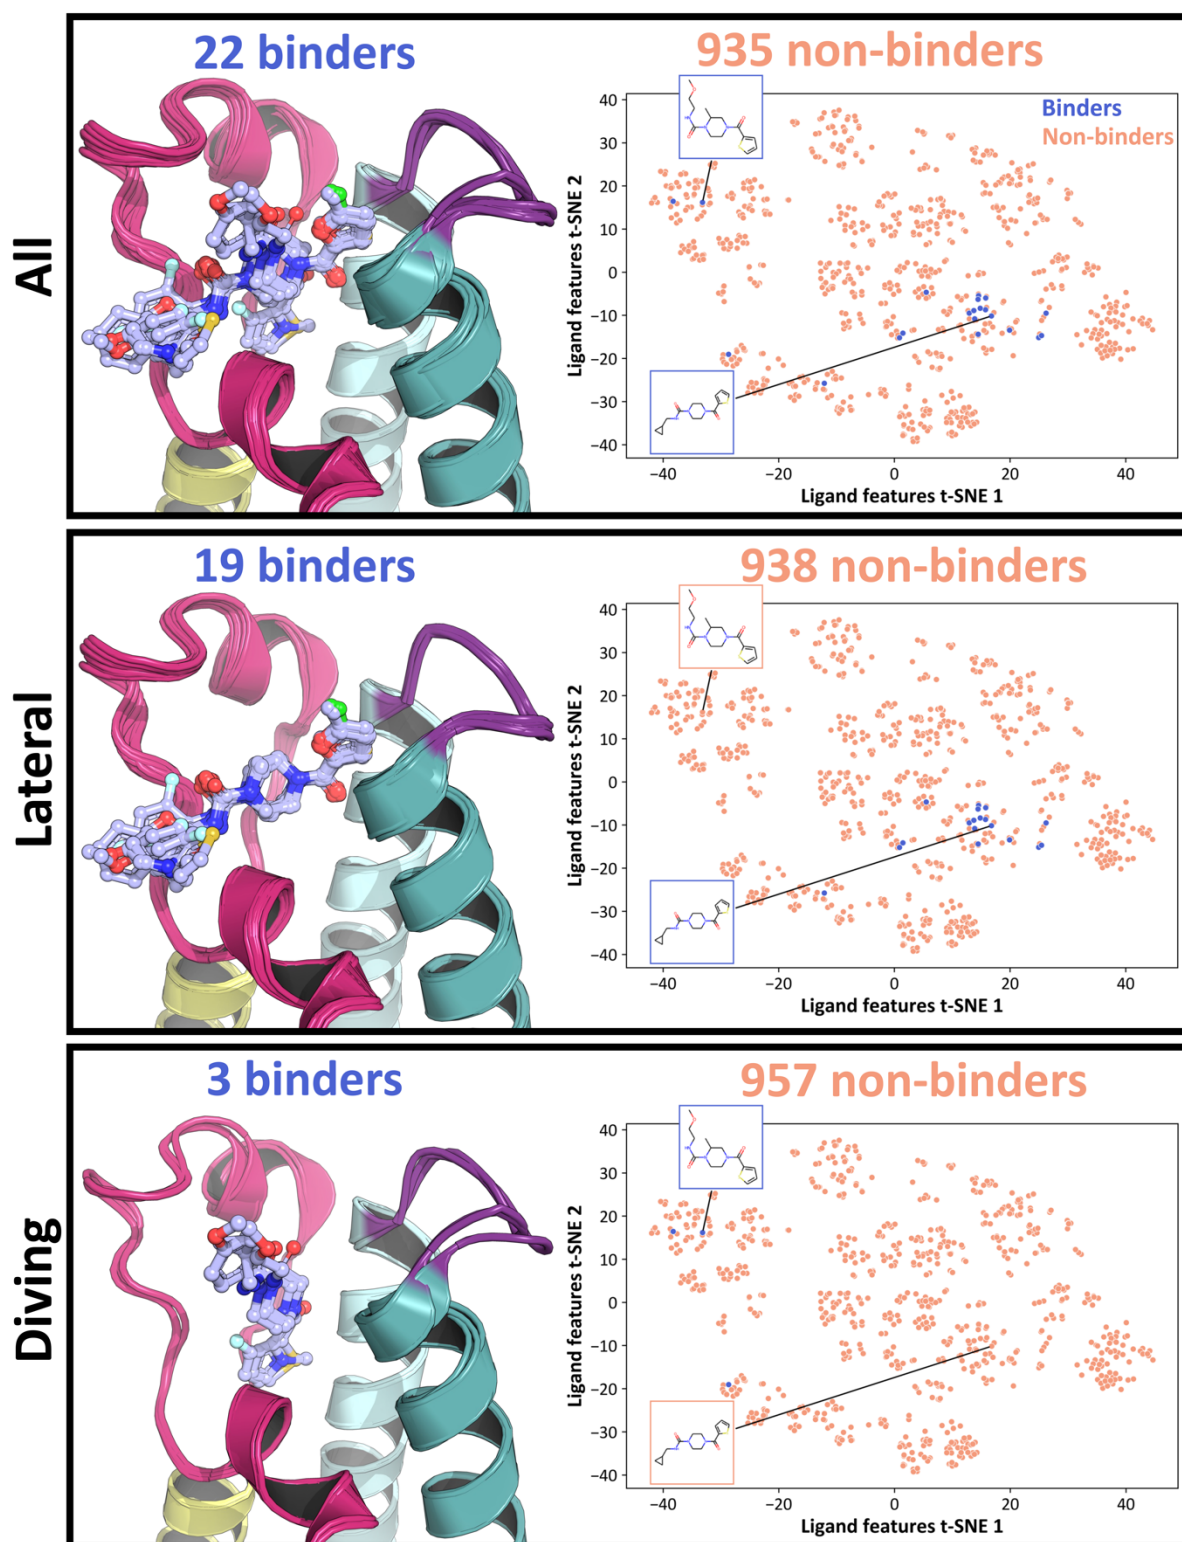 All
22 binders
935 non-binders
Binders
Non-binders
40
30
20
10
0
−10
−20
−30
−40
Ligand features t-SNE 2
−40
−20
0
20
40
Ligand features t-SNE 1
Lateral
19 binders
938 non-binders
40
30
20
10
0
−10
−20
−30
−40
Ligand features t-SNE 2
−40
−20
0
20
40
Ligand features t-SNE 1
Diving
3 binders
957 non-binders
40
30
20
10
0
−10
−20
−30
−40
Ligand features t-SNE 2
−40
−20
0
20
40
Ligand features t-SNE 1